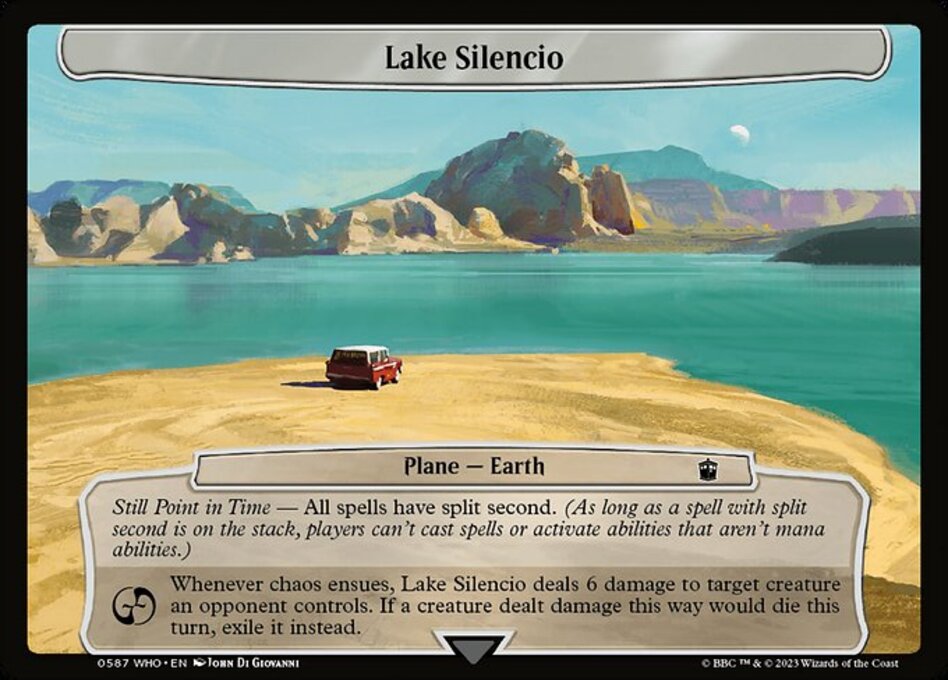 Lake Silencio
Plane — Earth
Still Point in Time — All spells have split second. (As long as a spell with split
second is on the stack, players can't cast spells or activate abilities that aren't mana
abilities.)
Whenever chaos ensues, Lake Silencio deals 6 damage to target creature
an opponent controls. If a creature dealt damage this way would die this
turn, exile it instead.
0587 WHO • EN John Di Giovanni
© BBC ™ & © 2023 Wizards of the Coast